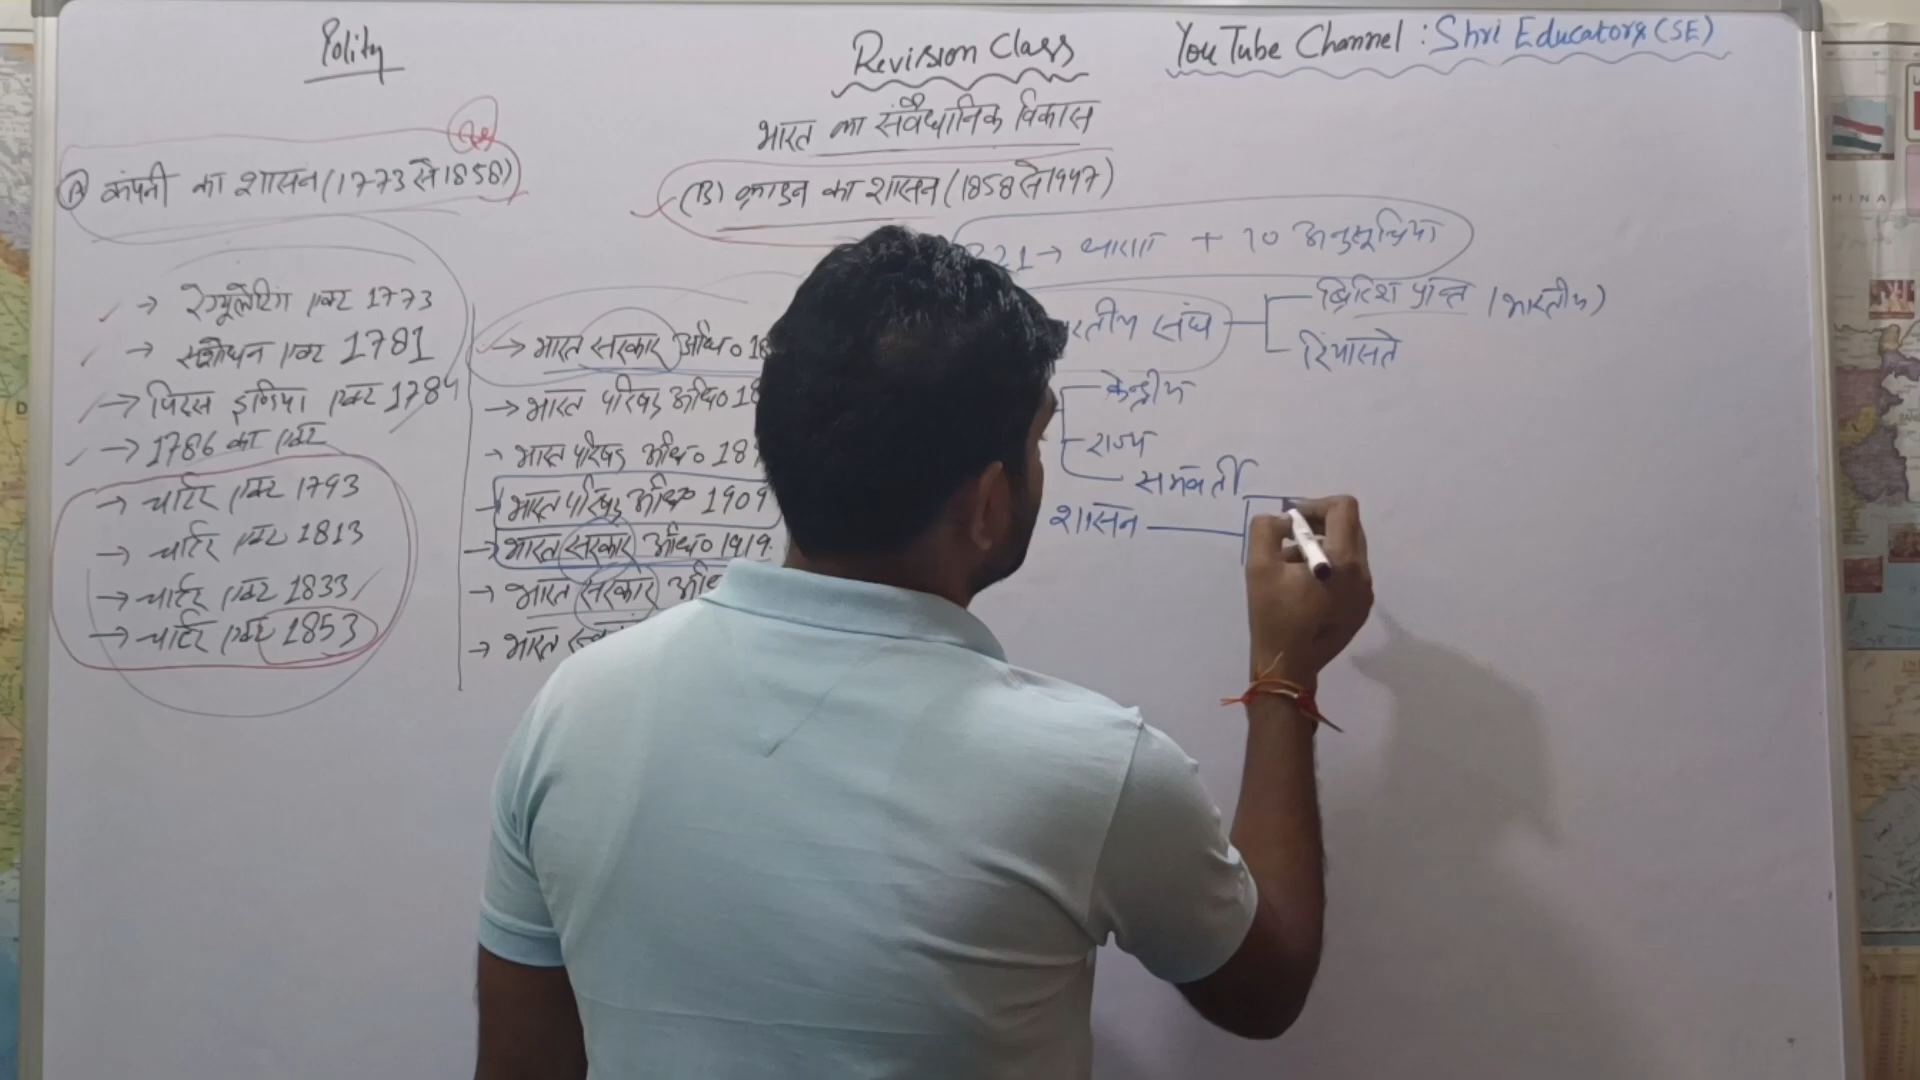 Polity
Revision Class
YouTube Channel : Shri Educators (SE)
भारत का संवैधानिक विकास
(A) कंपनी का शासन (1773 से 1858)
→ रेग्यूलेटिंग एक्ट 1773
→ संशोधन एक्ट 1781
→ पिट्स इण्डिया एक्ट 1784
→ 1786 का एक्ट
→ चार्टर एक्ट 1793
→ चार्टर एक्ट 1813
→ चार्टर एक्ट 1833
→ चार्टर एक्ट 1853
(B) क्राउन का शासन (1858 से 1947)
→ भारत सरकार अधि० 18
→ भारत परिषद अधि० 18
→ भारत परिषद अधि० 18
→ भारत परिषद अधि० 1909
→ भारत सरकार अधि० 1919
→ भारत सरकार अधि
→ भारत
321 → धाराएं + 10 अनुसूचियां
रतीय संघ
ब्रिटिश प्रान्त (भारतीय)
रियासतें
केन्द्रीय
राज्य
समवर्ती
शासन
HINA